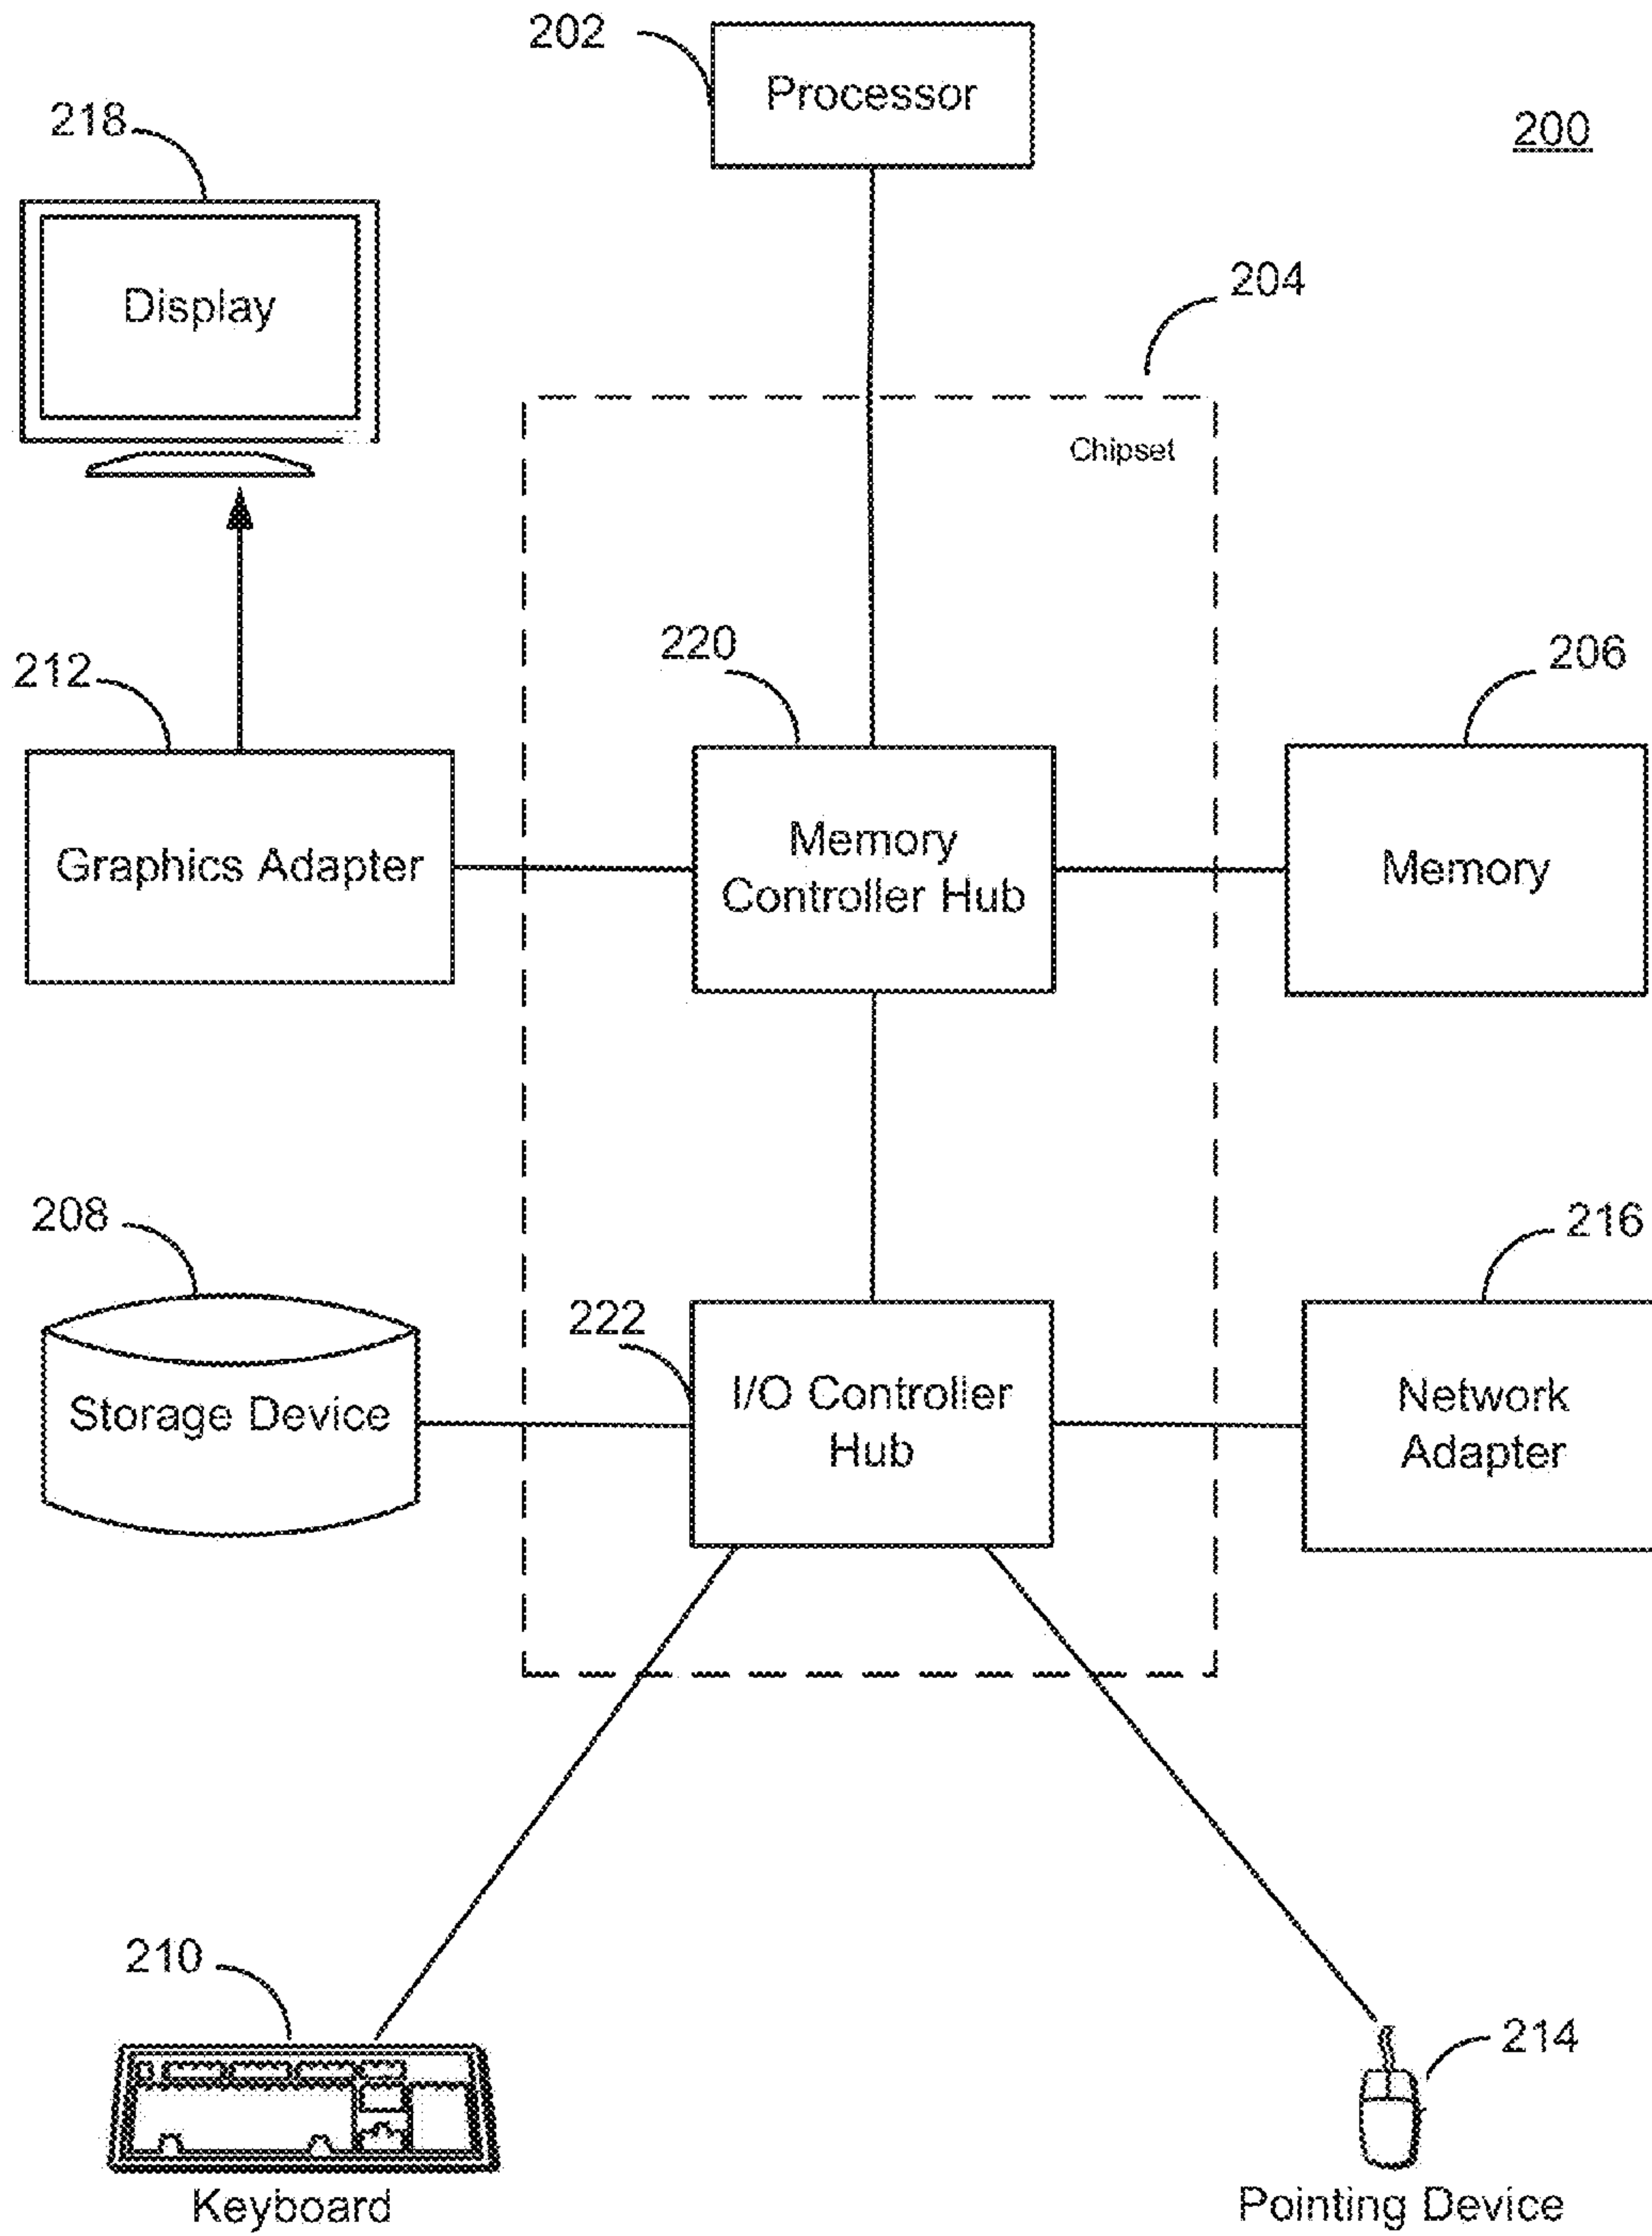 202
Processor
200
218
Display
204
Chipset
220
206
212
Graphics Adapter
Memory
Controller Hub
Memory
208
216
222
Storage Device
I/O Controller
Hub
Network
Adapter
210
214
Keyboard
Pointing Device